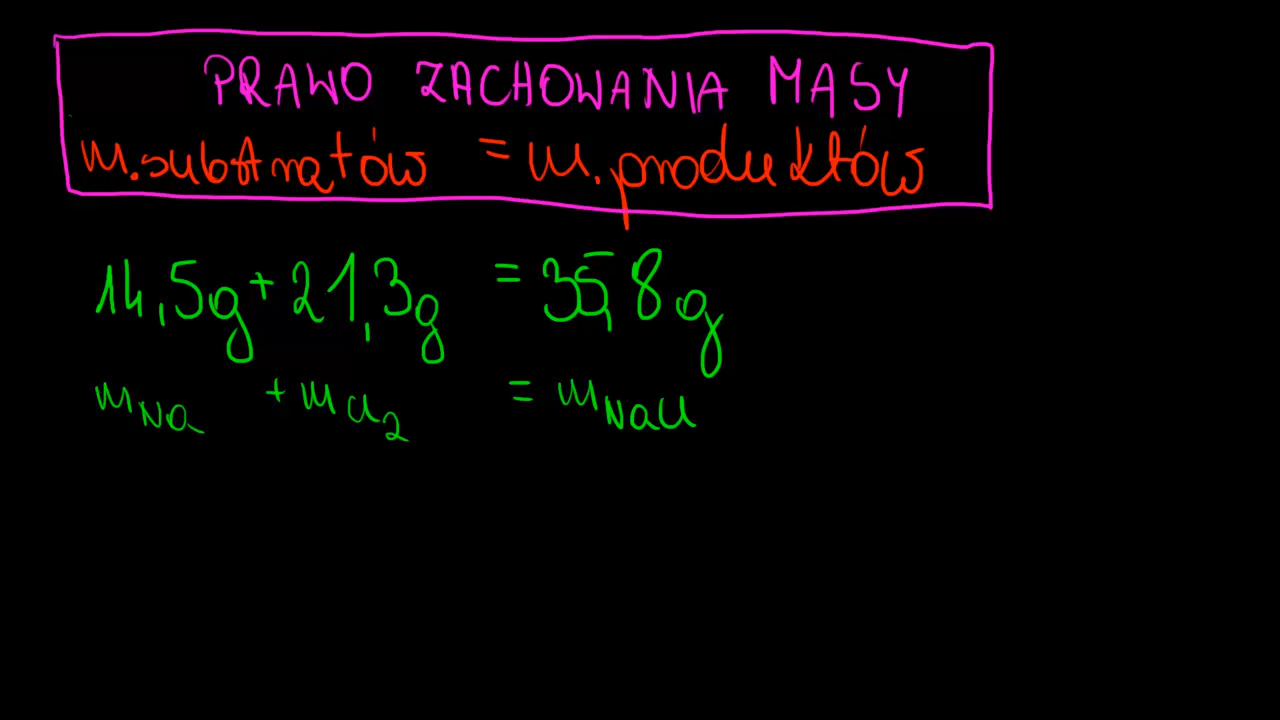 PRAWO ZACHOWANIA MASY
m.substratów = m.produktów
14,5g + 21,3g = 35,8g
mNa + mCl2 = mNaCl